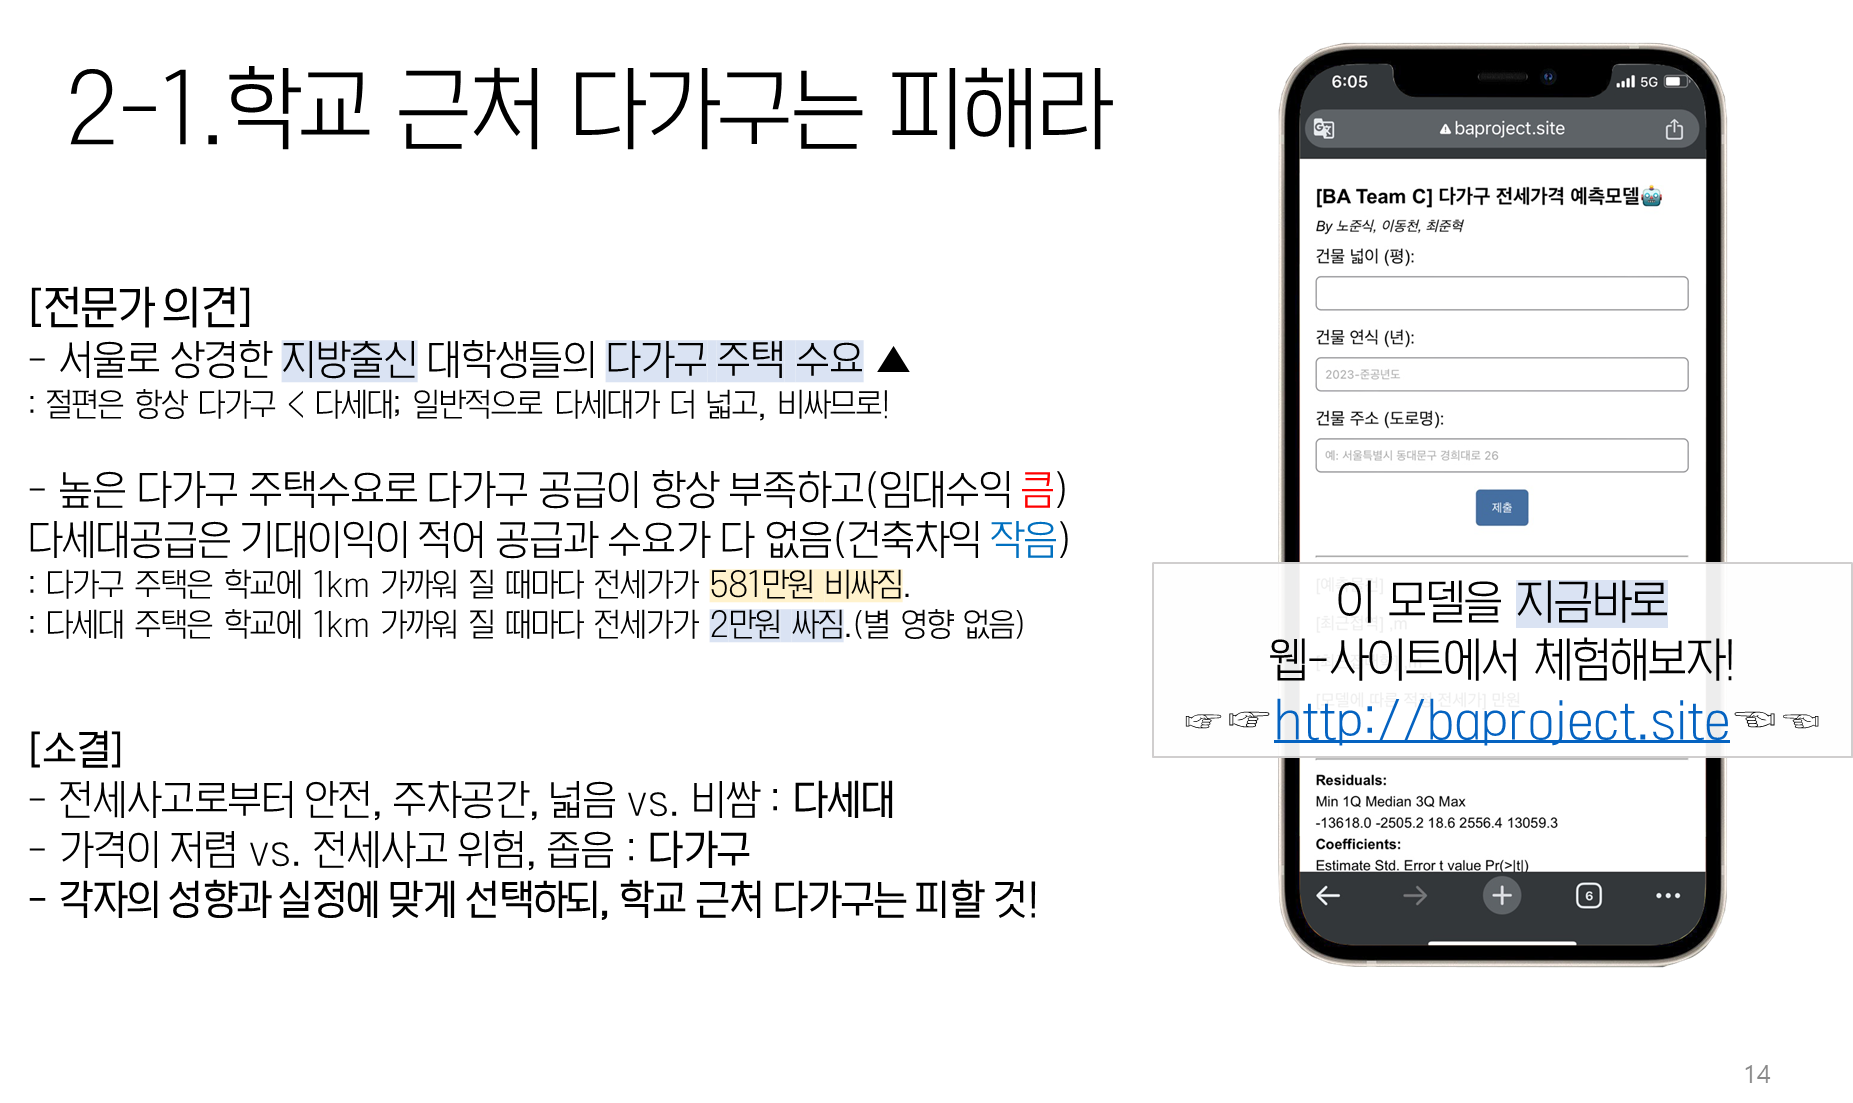 2-1.학교 근처 다가구는 피해라
[전문가 의견]
- 서울로 상경한 지방출신 대학생들의 다가구 주택 수요 ▲
: 절편은 항상 다가구 < 다세대; 일반적으로 다세대가 더 넓고, 비싸므로!
- 높은 다가구 주택수요로 다가구 공급이 항상 부족하고(임대수익 큼)
다세대공급은 기대이익이 적어 공급과 수요가 다 없음(건축차익 작음)
: 다가구 주택은 학교에 1km 가까워 질 때마다 전세가가 581만원 비싸짐.
: 다세대 주택은 학교에 1km 가까워 질 때마다 전세가가 2만원 싸짐.(별 영향 없음)
[소결]
- 전세사고로부터 안전, 주차공간, 넓음 vs. 비쌈 : 다세대
- 가격이 저렴 vs. 전세사고 위험, 좁음 : 다가구
- 각자의 성향과 실정에 맞게 선택하되, 학교 근처 다가구는 피할 것!
6:05 5G
baproject.site
[BA Team C] 다가구 전세가격 예측모델🤖
By 노준식, 이동천, 최준혁
건물 넓이 (평):
건물 연식 (년):
2023-준공년도
건물 주소 (도로명):
예: 서울특별시 동대문구 경희대로 26
제출
이 모델을 지금바로
웹-사이트에서 체험해보자!
☞☞http://baproject.site☜☜
[모델에 따른 적정 전세가] 만원
Residuals:
Min 1Q Median 3Q Max
-13618.0 -2505.2 18.6 2556.4 13059.3
Coefficients:
Estimate Std. Error t value Pr(>|t|)
6
14